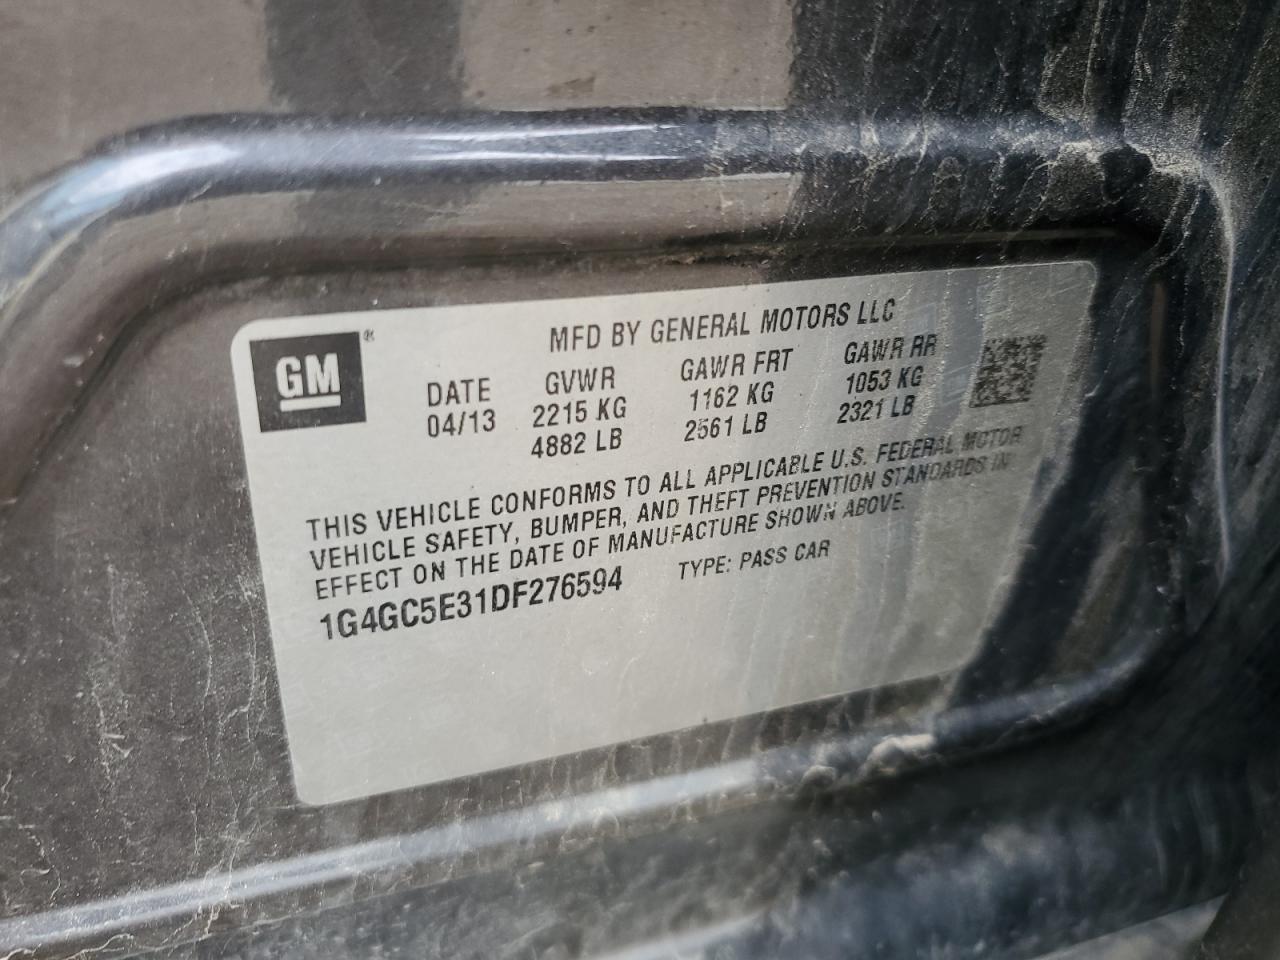 GM®
MFD BY GENERAL MOTORS LLC
DATE GVWR GAWR FRT GAWR RR
04/13 2215 KG 1162 KG 1053 KG
4882 LB 2561 LB 2321 LB
THIS VEHICLE CONFORMS TO ALL APPLICABLE U.S. FEDERAL MOTOR
VEHICLE SAFETY, BUMPER, AND THEFT PREVENTION STANDARDS IN
EFFECT ON THE DATE OF MANUFACTURE SHOWN ABOVE.
1G4GC5E31DF276594 TYPE: PASS CAR